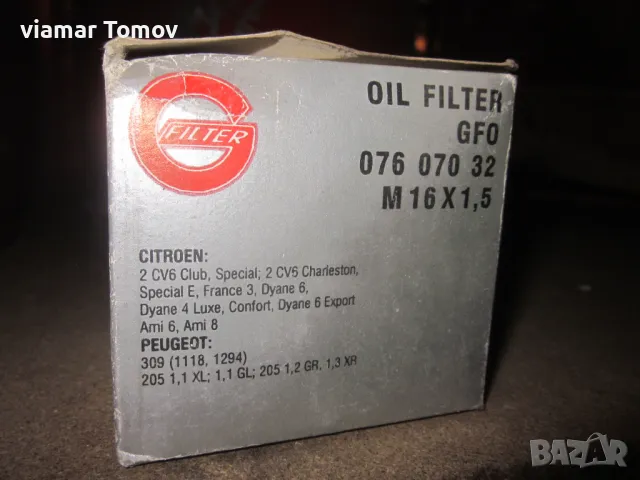 viamar Tomov
FILTER
OIL FILTER
GFO
076 070 32
M 16 X 1,5
CITROEN:
2 CV6 Club, Special; 2 CV6 Charleston,
Special E, France 3, Dyane 6,
Dyane 4 Luxe, Confort, Dyane 6 Export
Ami 6, Ami 8
PEUGEOT:
309 (1118, 1294)
205 1,1 XL; 1,1 GL; 205 1,2 GR, 1,3 XR
BAZAR
bazar.bg